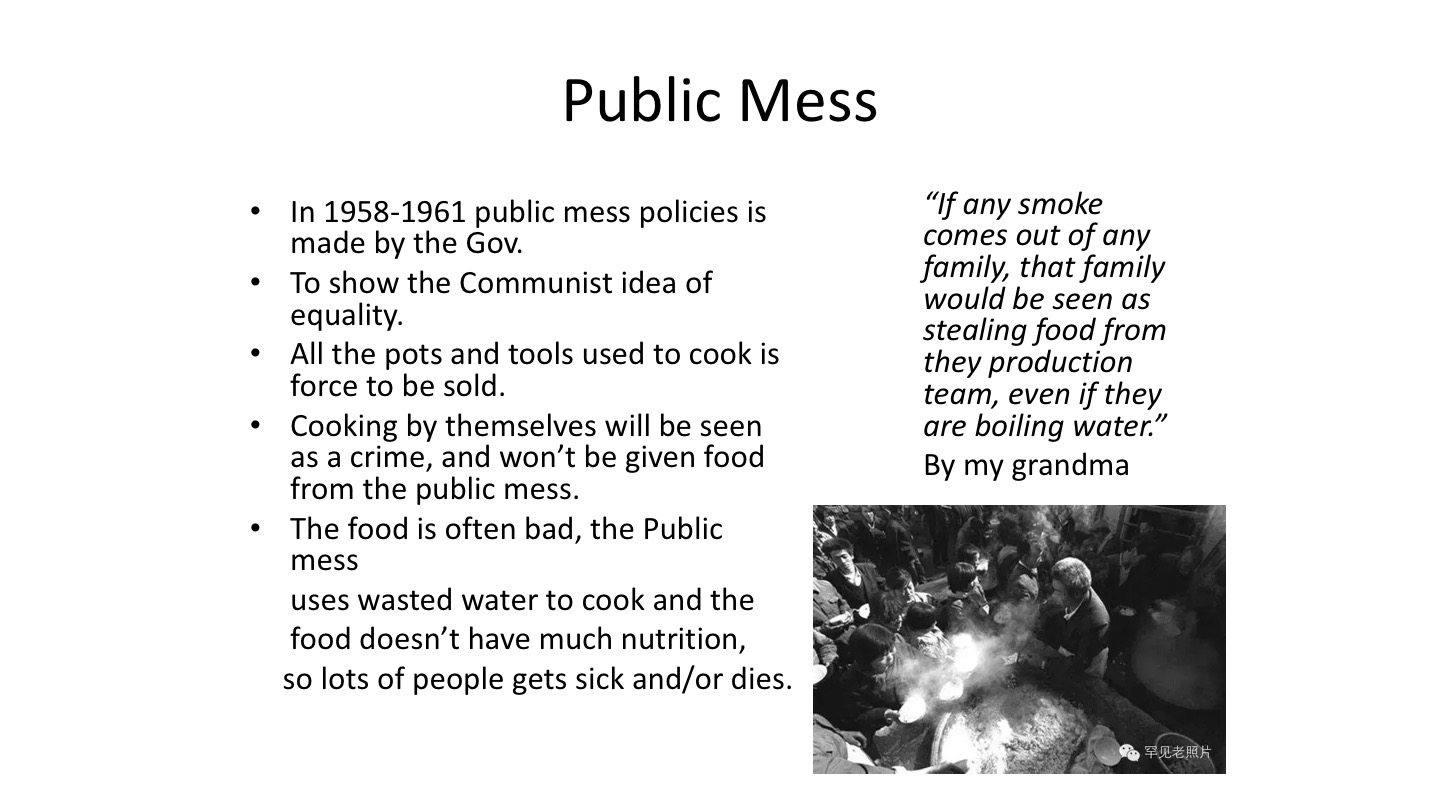 Public Mess
• In 1958-1961 public mess policies is
made by the Gov.
• To show the Communist idea of
equality.
• All the pots and tools used to cook is
force to be sold.
• Cooking by themselves will be seen
as a crime, and won’t be given food
from the public mess.
• The food is often bad, the Public
mess
uses wasted water to cook and the
food doesn’t have much nutrition,
so lots of people gets sick and/or dies.
“If any smoke
comes out of any
family, that family
would be seen as
stealing food from
they production
team, even if they
are boiling water.”
By my grandma
罕见老照片